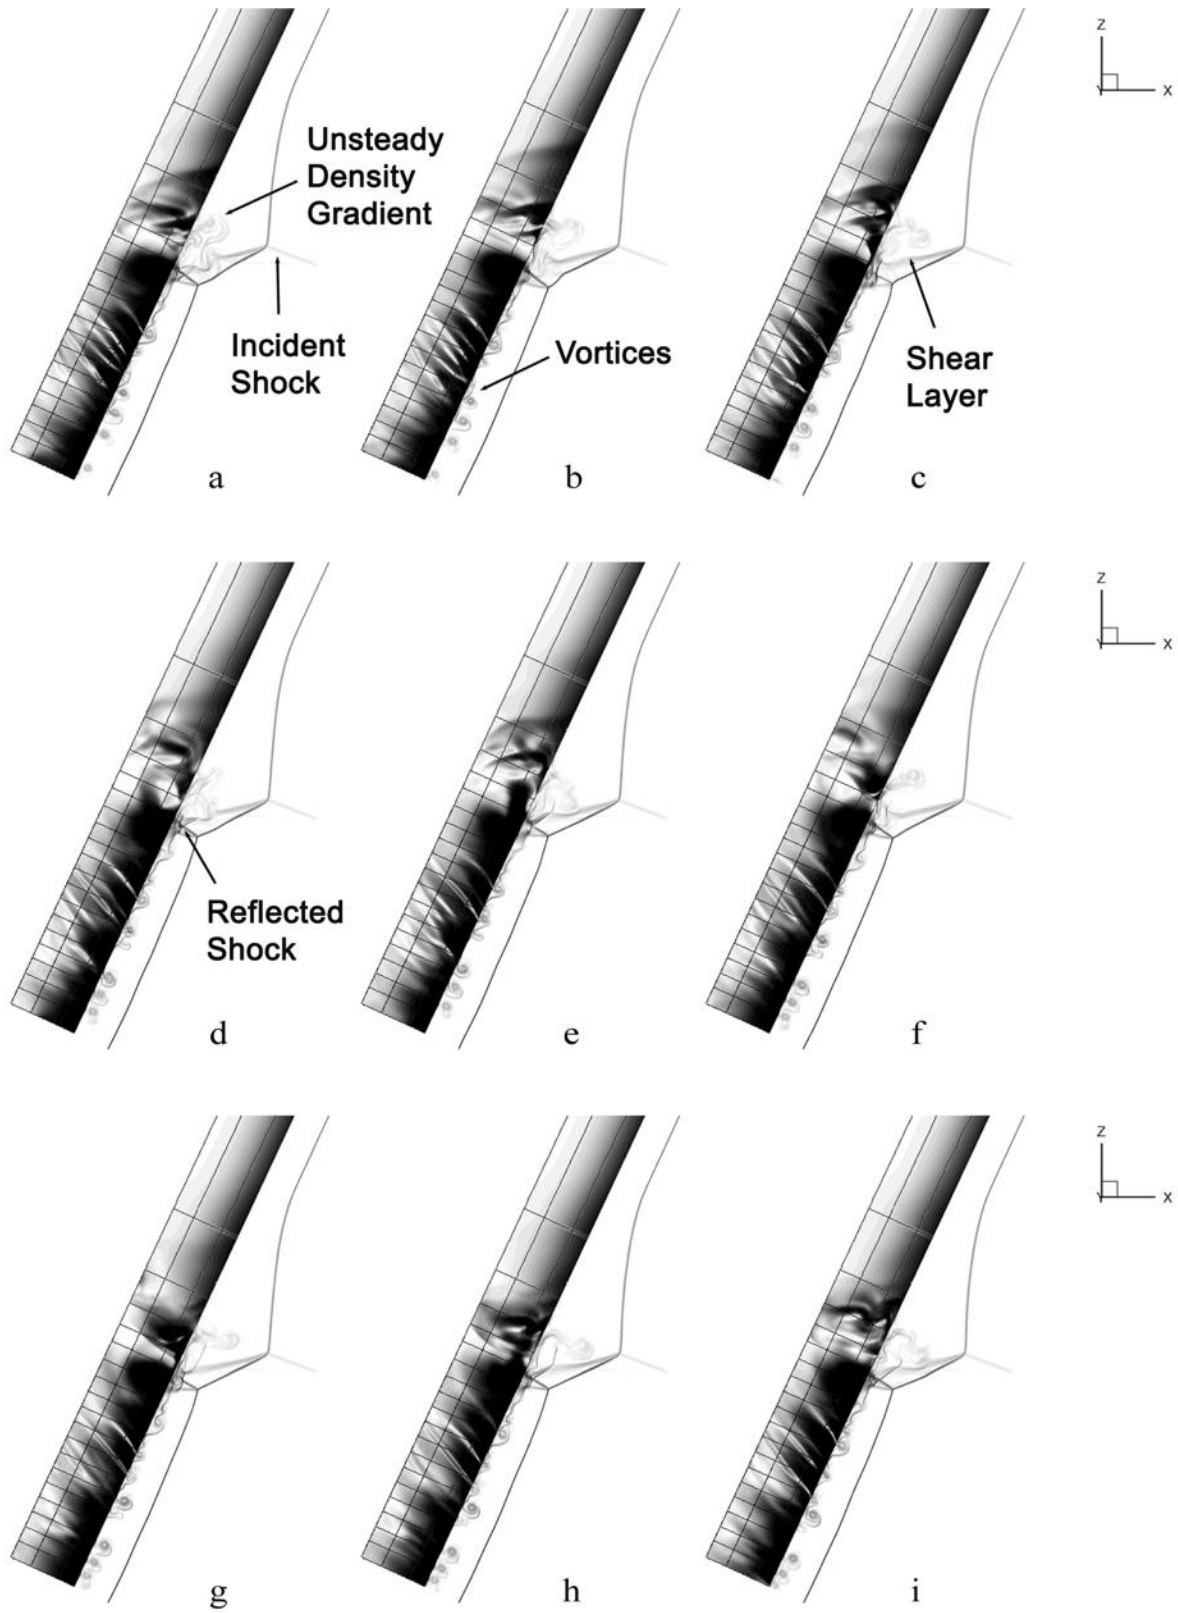 Z
Y
X
Unsteady
Density
Gradient
Incident
Shock
Vortices
Shear
Layer
a
b
c
Z
Y
X
Reflected
Shock
d
e
f
Z
Y
X
g
h
i